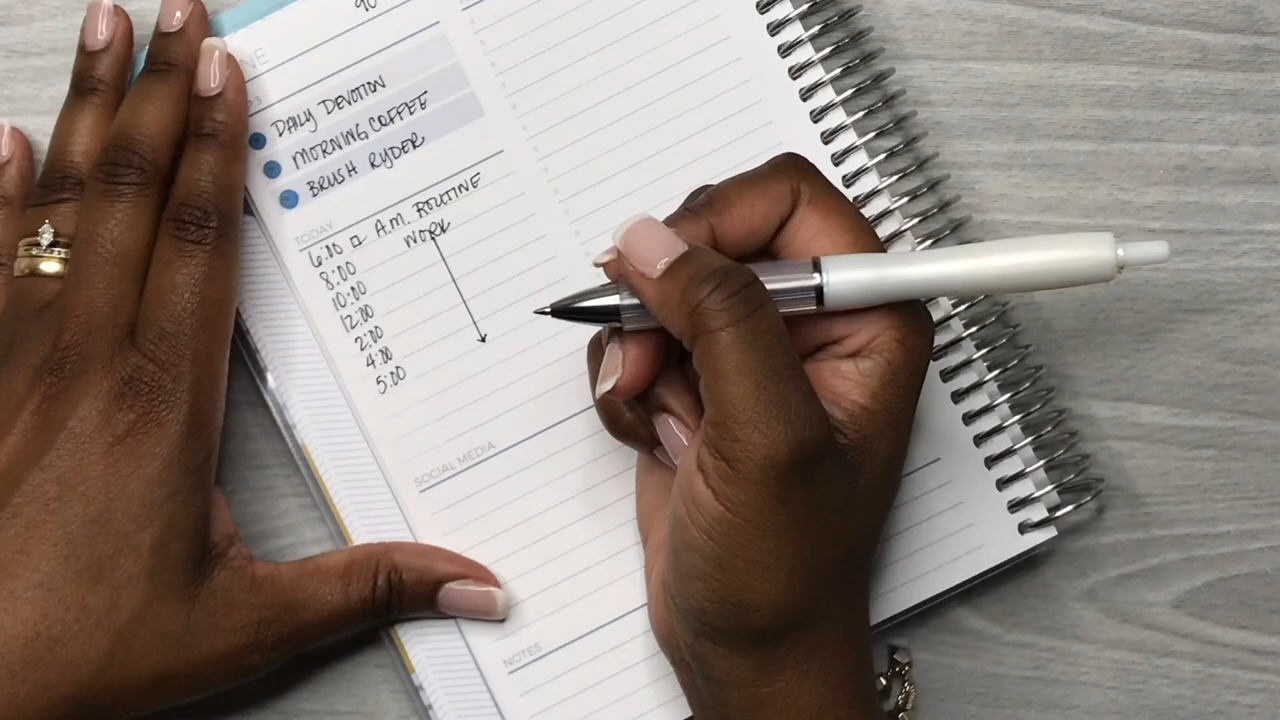 DAILY DEVOTION
MORNING COFFEE
BRUSH RYDER
TODAY
6:00 A.M. ROUTINE
8:00 WORK
10:00
12:00
2:00
4:00
5:00
SOCIAL MEDIA
NOTES